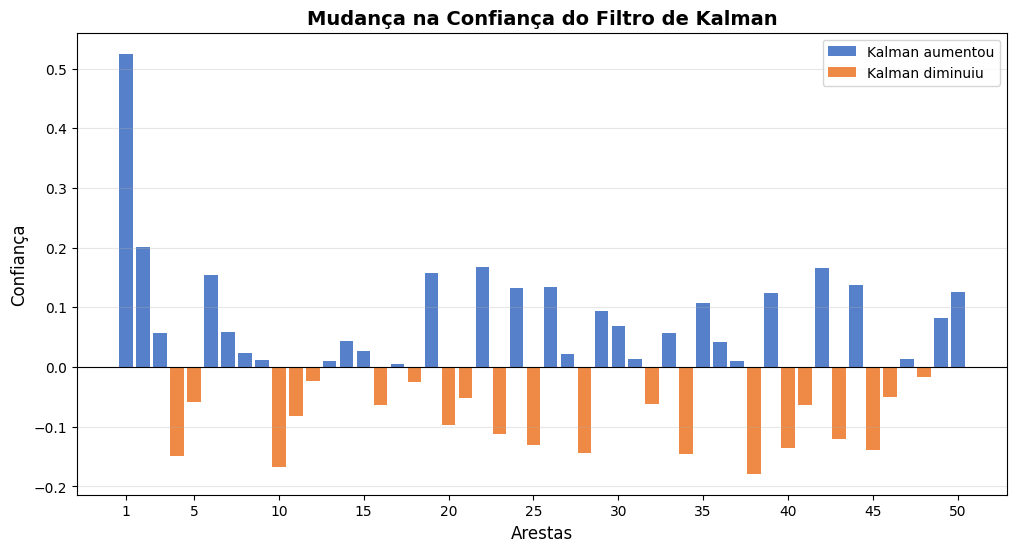 Mudança na Confiança do Filtro de Kalman
Kalman aumentou
Kalman diminuiu
Confiança
0.5
0.4
0.3
0.2
0.1
0.0
−0.1
−0.2
1 5 10 15 20 25 30 35 40 45 50
Arestas